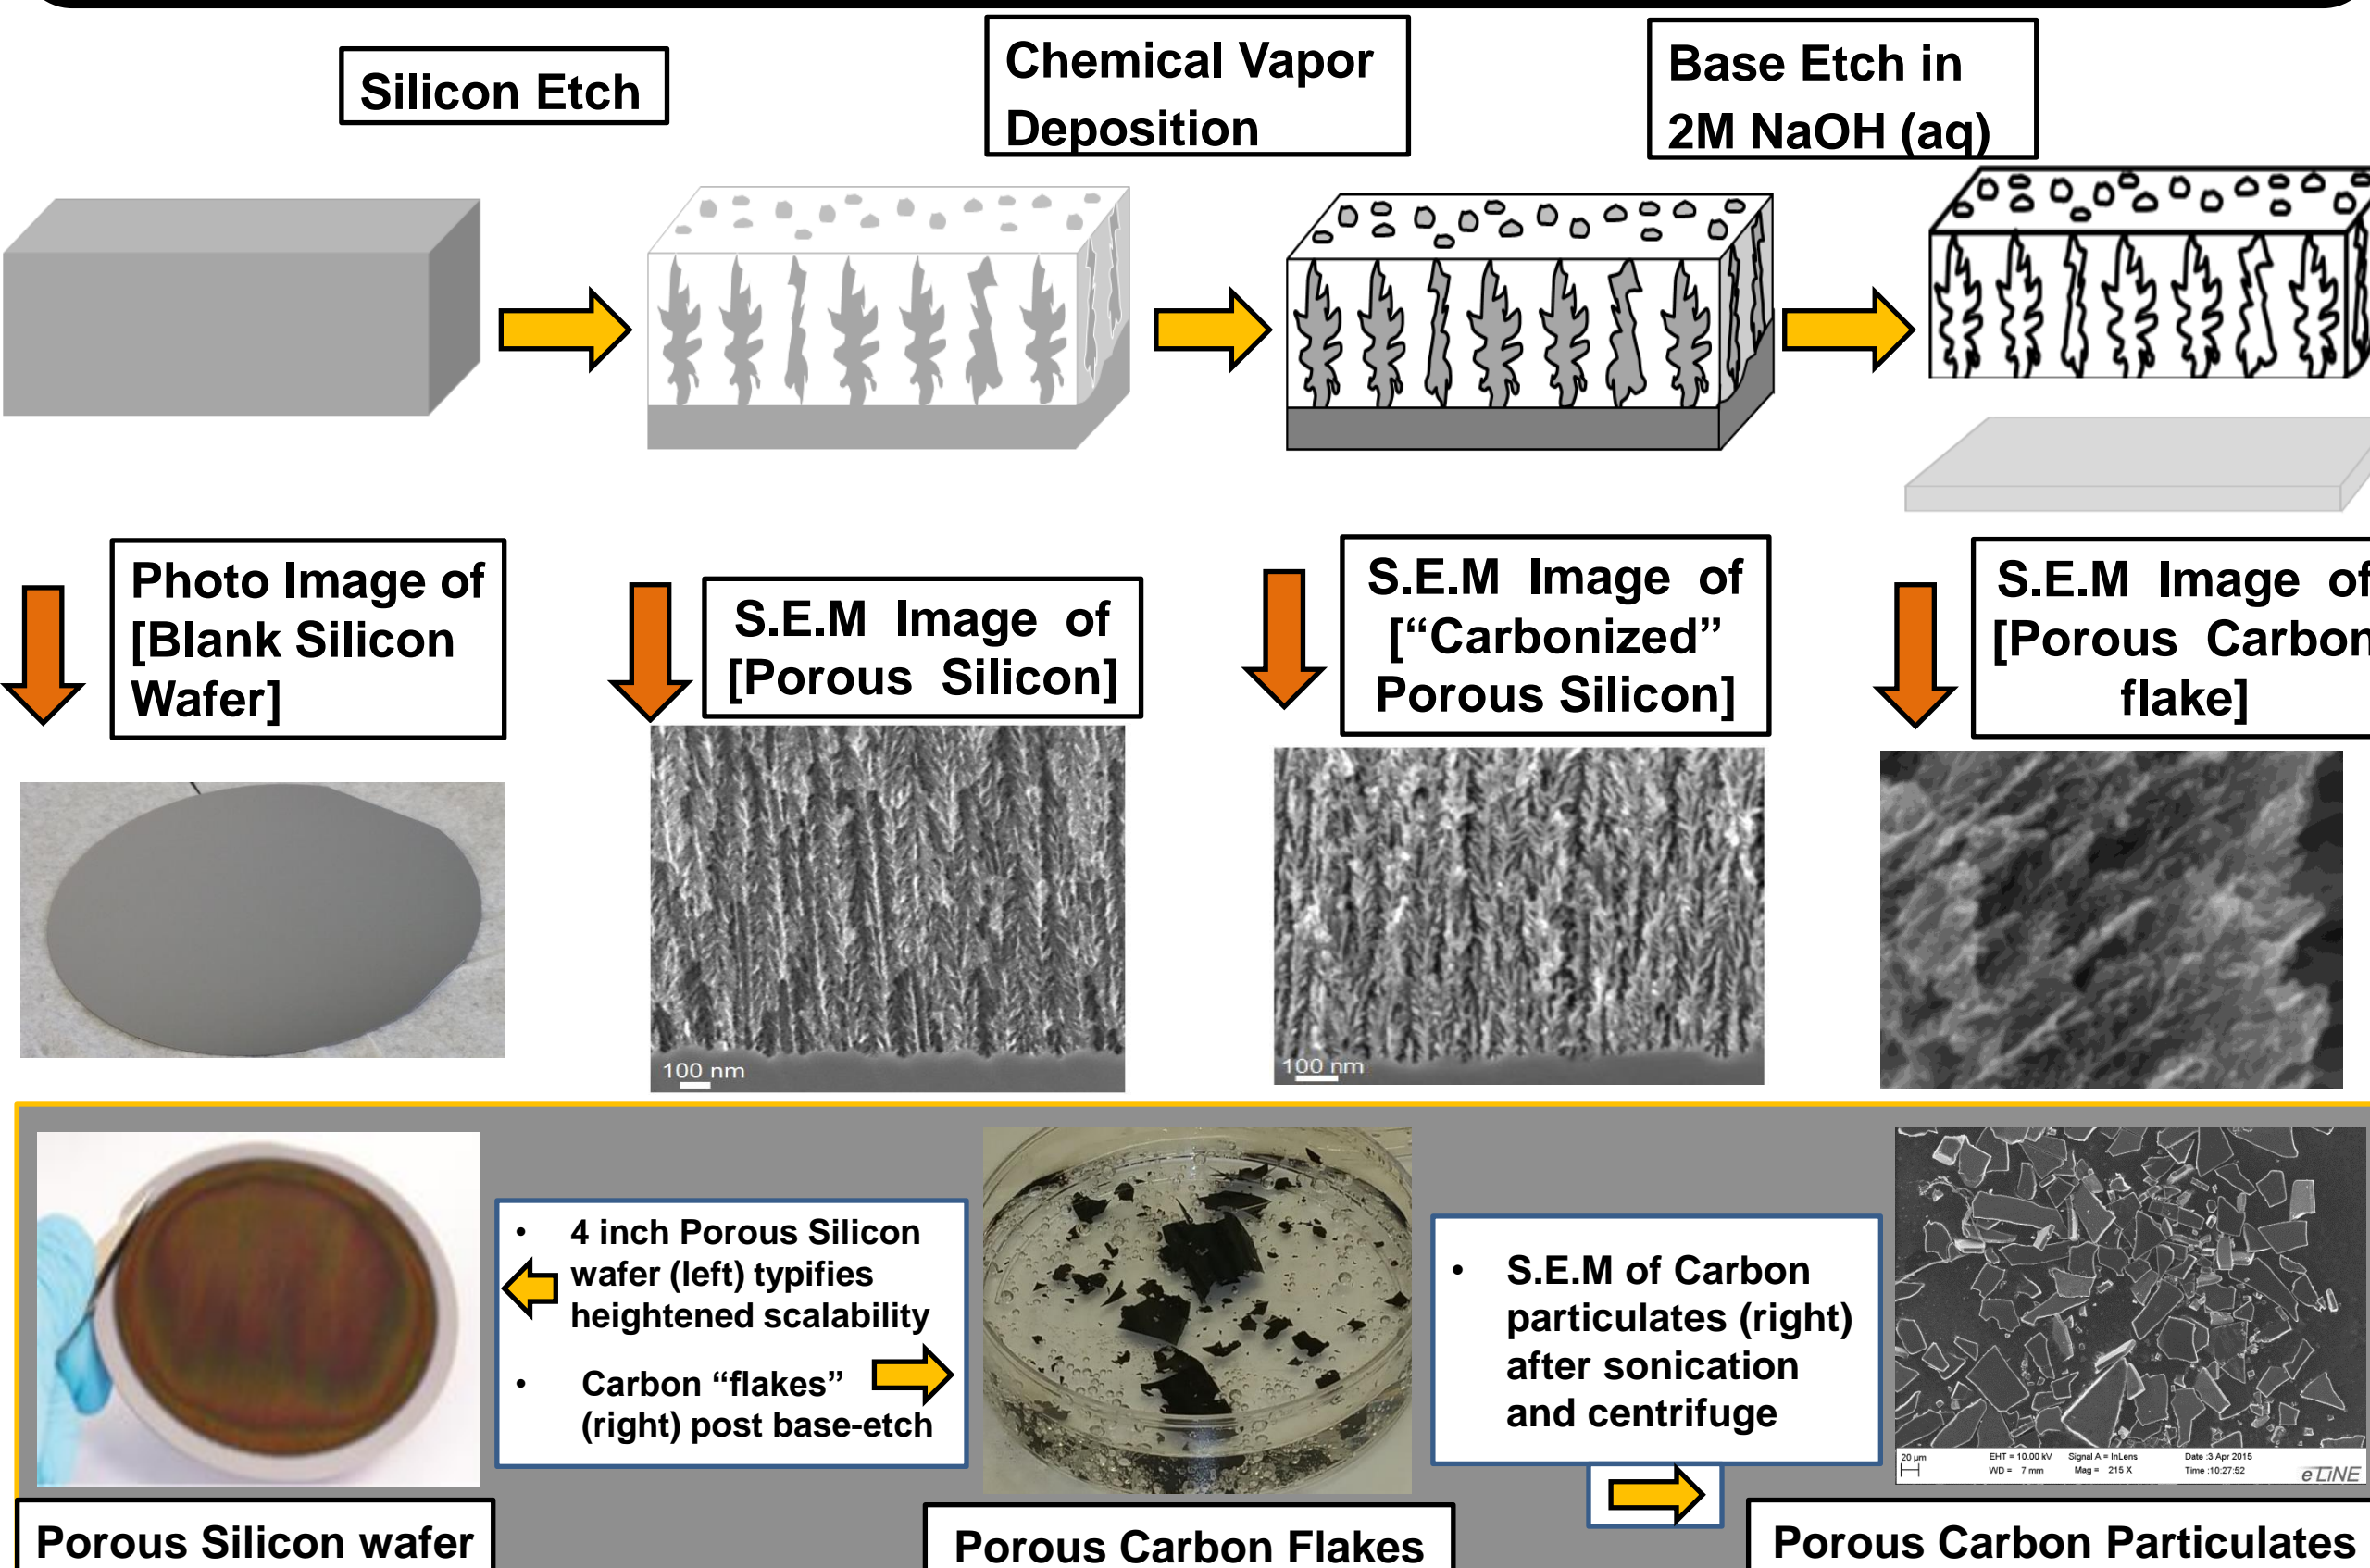 Silicon Etch
Chemical Vapor
Deposition
Base Etch in
2M NaOH (aq)
Photo Image of
[Blank Silicon
Wafer]
S.E.M Image of
[Porous Silicon]
S.E.M Image of
[“Carbonized”
Porous Silicon]
S.E.M Image of
[Porous Carbon
flake]
100 nm
100 nm
• 4 inch Porous Silicon
wafer (left) typifies
heightened scalability
• Carbon “flakes”
(right) post base-etch
• S.E.M of Carbon
particulates (right)
after sonication
and centrifuge
20 µm
EHT = 10.00 kV Signal A = InLens Date :3 Apr 2015
WD = 7 mm Mag = 215 X Time :10:27:52
eLiNE
Porous Silicon wafer
Porous Carbon Flakes
Porous Carbon Particulates